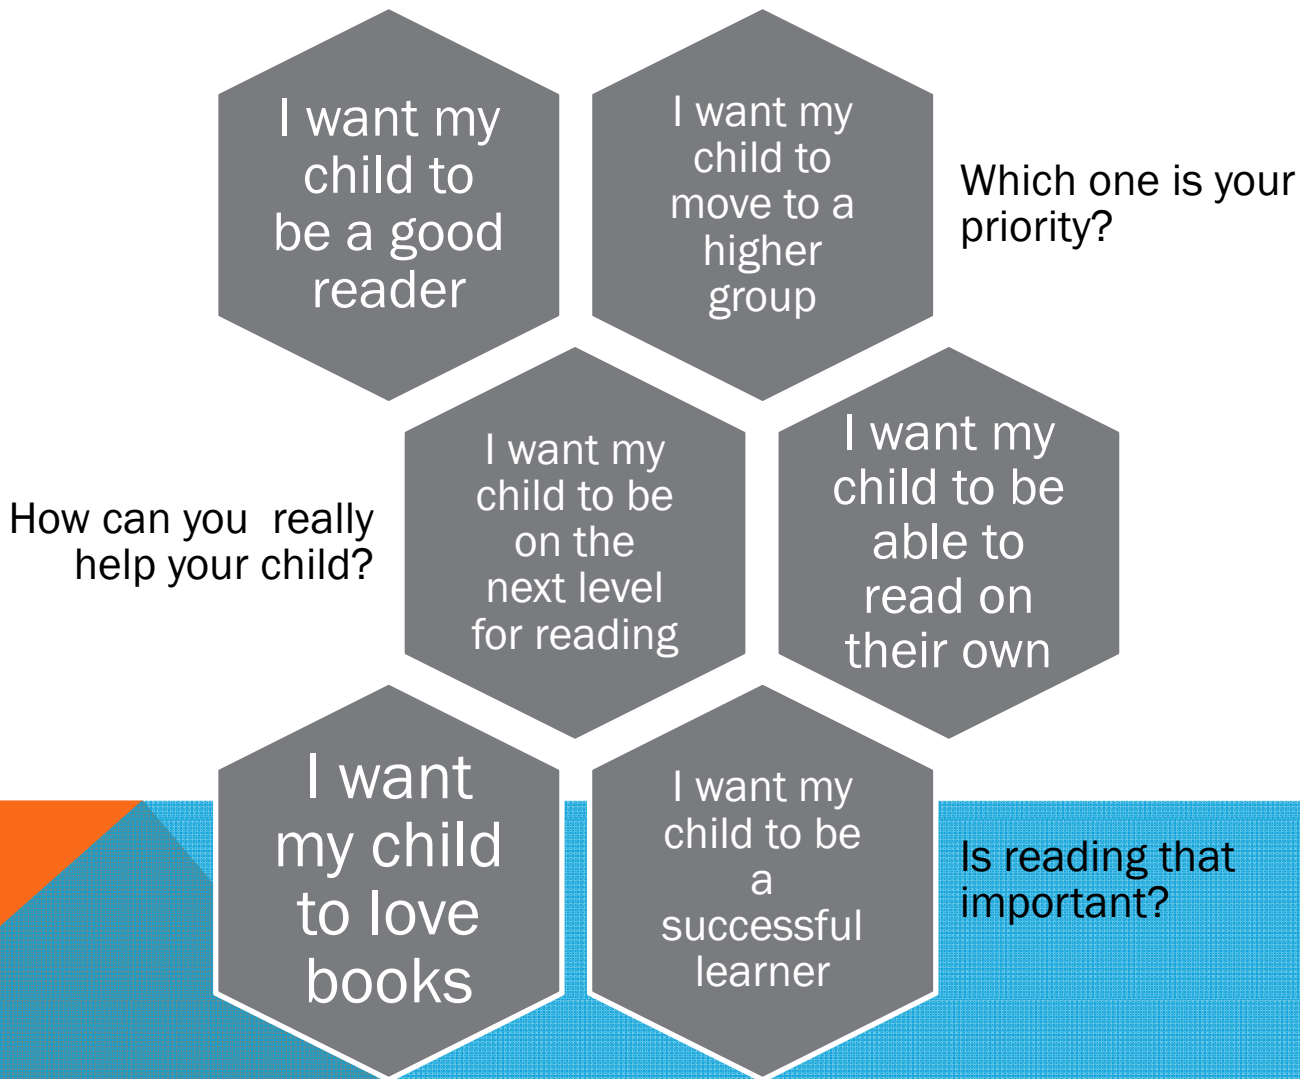 I want my
child to
be a good
reader
I want my
child to
move to a
higher
group
Which one is your
priority?
How can you  really
help your child?
I want my
child to be
on the
next level
for reading
I want my
child to be
able to
read on
their own
I want
my child
to love
books
I want my
child to be
a
successful
learner
Is reading that
important?